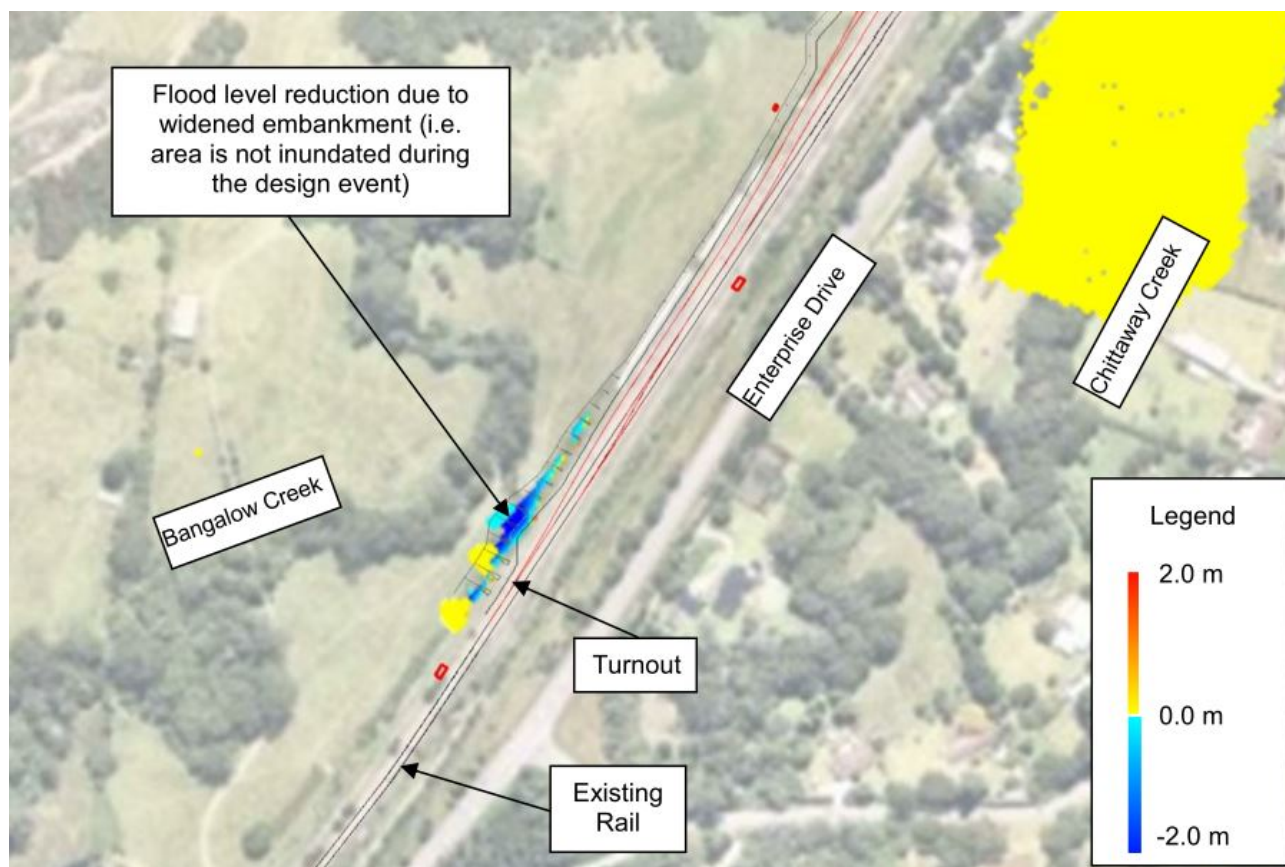 Flood level reduction due to
widened embankment (i.e.
area is not inundated during
the design event)
Enterprise Drive
Chittaway Creek
Bangalow Creek
Turnout
Existing
Rail
Legend
2.0 m
0.0 m
-2.0 m